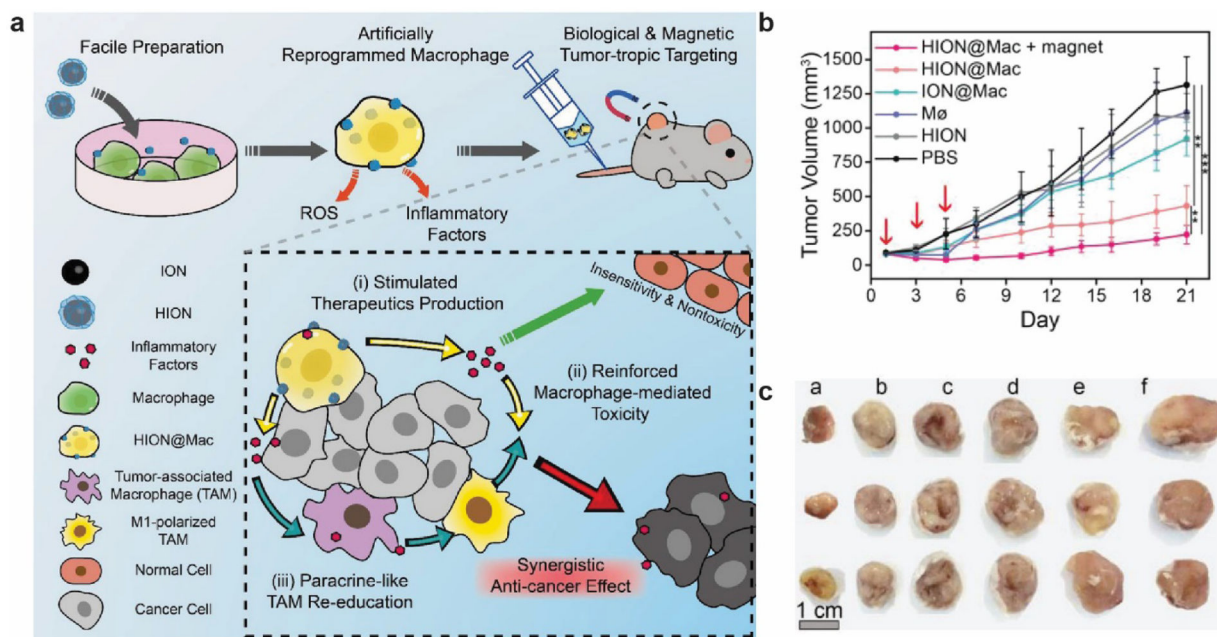 a
Facile Preparation
Artificially
Reprogrammed Macrophage
Biological & Magnetic
Tumor-tropic Targeting
ROS
Inflammatory
Factors
ION
HION
Inflammatory
Factors
Macrophage
HION@Mac
Tumor-associated
Macrophage (TAM)
M1-polarized
TAM
Normal Cell
Cancer Cell
(i) Stimulated
Therapeutics Production
Insensitivity & Nontoxicity
(ii) Reinforced
Macrophage-mediated
Toxicity
(iii) Paracrine-like
TAM Re-education
Synergistic
Anti-cancer Effect
b
Tumor Volume (mm³)
1500
1250
1000
750
500
250
0
HION@Mac + magnet
HION@Mac
ION@Mac
Mø
HION
PBS
**
***
**
0 3 6 9 12 15 18 21
Day
c
a b c d e f
1 cm